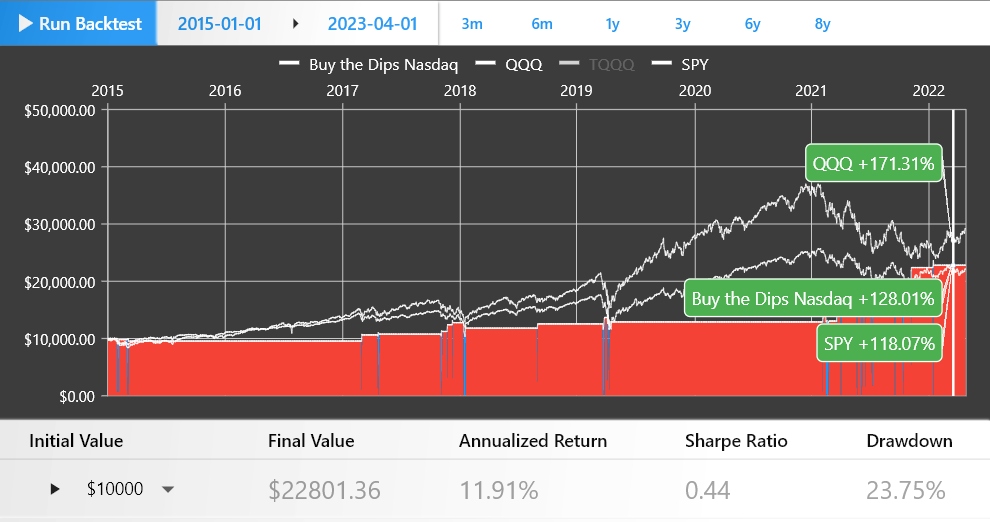 Run Backtest 2015-01-01 2023-04-01 3m 6m 1y 3y 6y 8y
Buy the Dips Nasdaq QQQ TQQQ SPY
2015 2016 2017 2018 2019 2020 2021 2022
$50,000.00
$40,000.00
QQQ +171.31%
$30,000.00
$20,000.00
Buy the Dips Nasdaq +128.01%
$10,000.00
SPY +118.07%
$0.00
Initial Value Final Value Annualized Return Sharpe Ratio Drawdown
$10000 $22801.36 11.91% 0.44 23.75%